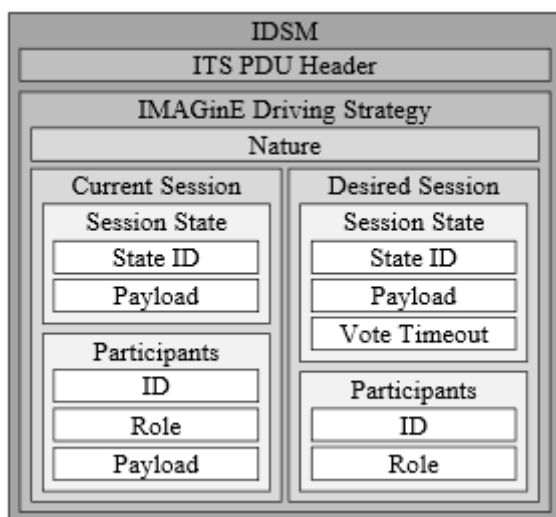 IDSM
ITS PDU Header
IMAGinE Driving Strategy
Nature
Current Session
Session State
State ID
Payload
Participants
ID
Role
Payload
Desired Session
Session State
State ID
Payload
Vote Timeout
Participants
ID
Role